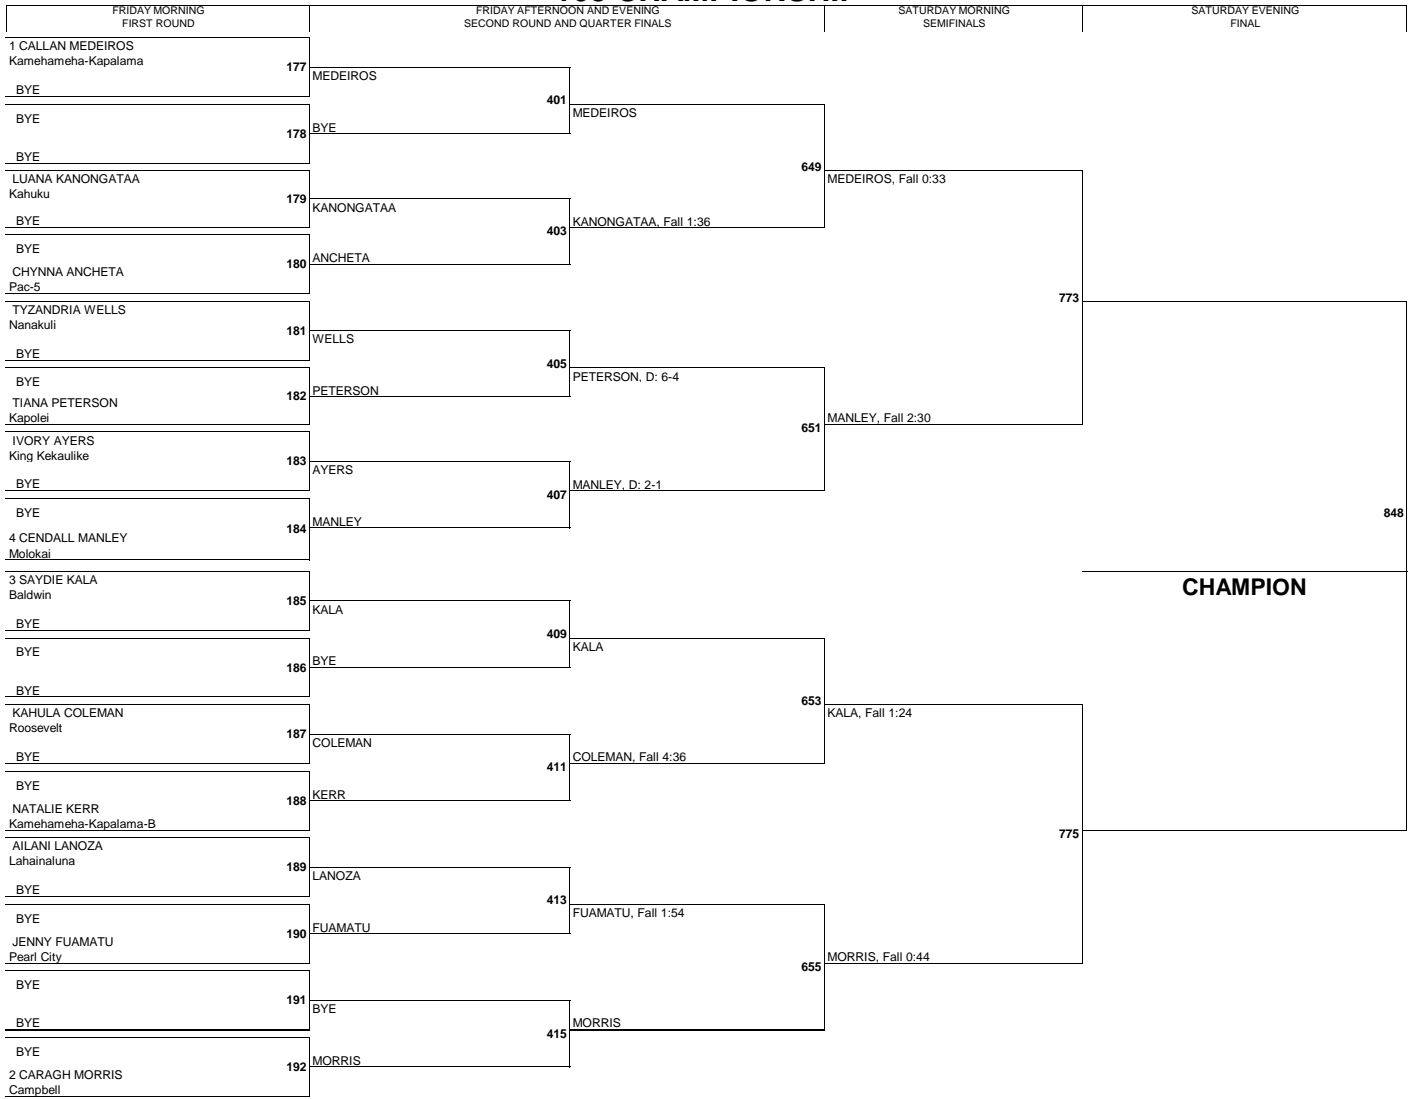 FRIDAY MORNING
FIRST ROUND
FRIDAY AFTERNOON AND EVENING
SECOND ROUND AND QUARTER FINALS
SATURDAY MORNING
SEMIFINALS
SATURDAY EVENING
FINAL
1 CALLAN MEDEIROS
Kamehameha-Kapalama
177
BYE
MEDEIROS
401
BYE
178
BYE
BYE
MEDEIROS
649
LUANA KANONGATAA
Kahuku
179
BYE
KANONGATAA
403
BYE
180
CHYNNA ANCHETA
Pac-5
ANCHETA
KANONGATAA, Fall 1:36
MEDEIROS, Fall 0:33
773
TYZANDRIA WELLS
Nanakuli
181
BYE
WELLS
405
BYE
182
TIANA PETERSON
Kapolei
PETERSON
PETERSON, D: 6-4
651
IVORY AYERS
King Kekaulike
183
BYE
AYERS
407
BYE
184
4 CENDALL MANLEY
Molokai
MANLEY
MANLEY, D: 2-1
MANLEY, Fall 2:30
848
CHAMPION
3 SAYDIE KALA
Baldwin
185
BYE
KALA
409
BYE
186
BYE
BYE
KALA
653
KAHULA COLEMAN
Roosevelt
187
BYE
COLEMAN
411
BYE
188
NATALIE KERR
Kamehameha-Kapalama-B
KERR
COLEMAN, Fall 4:36
KALA, Fall 1:24
775
AILANI LANOZA
Lahainaluna
189
BYE
LANOZA
413
BYE
190
JENNY FUAMATU
Pearl City
FUAMATU
FUAMATU, Fall 1:54
655
MORRIS, Fall 0:44
BYE
191
BYE
BYE
415
MORRIS
BYE
192
2 CARAGH MORRIS
Campbell
MORRIS